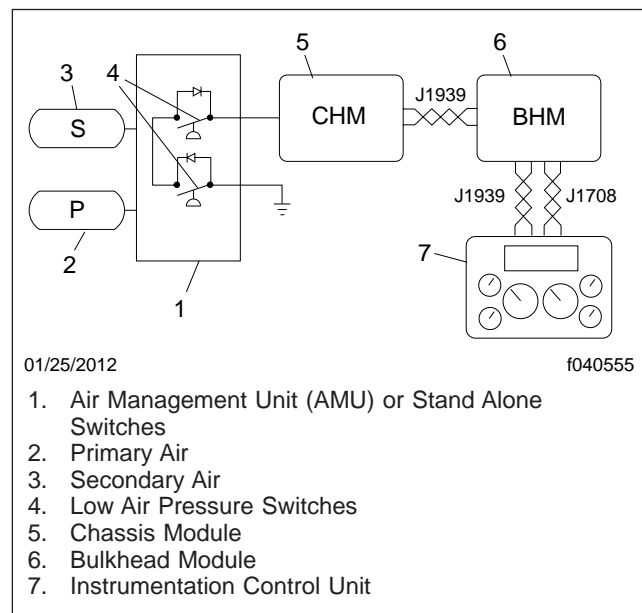 5
6
3
4
J1939
S
CHM
BHM
J1939
J1708
P
7
2
1
01/25/2012
f040555
1. Air Management Unit (AMU) or Stand Alone
Switches
2. Primary Air
3. Secondary Air
4. Low Air Pressure Switches
5. Chassis Module
6. Bulkhead Module
7. Instrumentation Control Unit